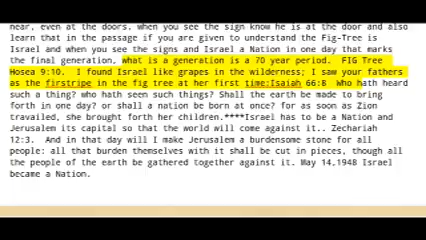 near, even at the doors. when you see the sign know he is at the door and also
learn that in the passage if you are given to understand the Fig-Tree is
Israel and when you see the signs and Israel a Nation in one day that marks
the final generation, what is a generation is a 70 year period.  FIG Tree
Hosea 9:10.  I found Israel like grapes in the wilderness; I saw your fathers
as the firstripe in the fig tree at her first time:Isaiah 66:8  Who hath heard
such a thing? who hath seen such things? Shall the earth be made to bring
forth in one day? or shall a nation be born at once? for as soon as Zion
travailed, she brought forth her children.****Israel has to be a Nation and
Jerusalem its capital so that the world will come against it.. Zechariah
12:3.  And in that day will I make Jerusalem a burdensome stone for all
people: all that burden themselves with it shall be cut in pieces, though all
the people of the earth be gathered together against it. May 14,1948 Israel
became a Nation.